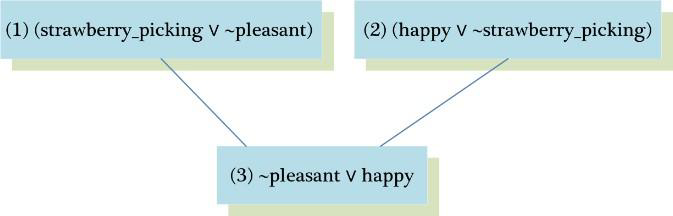 (1) (strawberry_picking ∨ ~pleasant)
(2) (happy ∨ ~strawberry_picking)
(3) ~pleasant ∨ happy